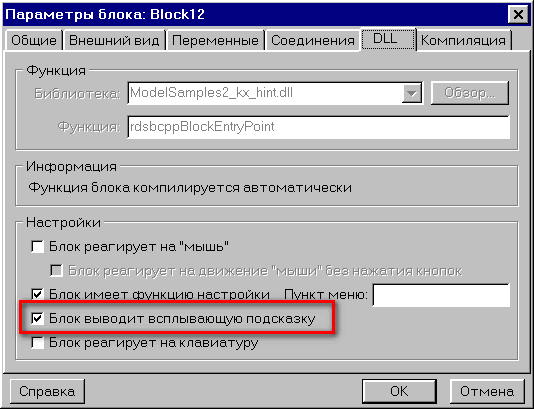 Параметры блока: Block12
Общие Внешний вид Переменные Соединения DLL Компиляция
Функция
Библиотека: ModelSamples2_kx_hint.dll Обзор...
Функция: rdsbcppBlockEntryPoint
Информация
Функция блока компилируется автоматически
Настройки
Блок реагирует на "мышь"
Блок реагирует на движение "мыши" без нажатия кнопок
Блок имеет функцию настройки Пункт меню:
Блок выводит всплывающую подсказку
Блок реагирует на клавиатуру
Справка OK Отмена